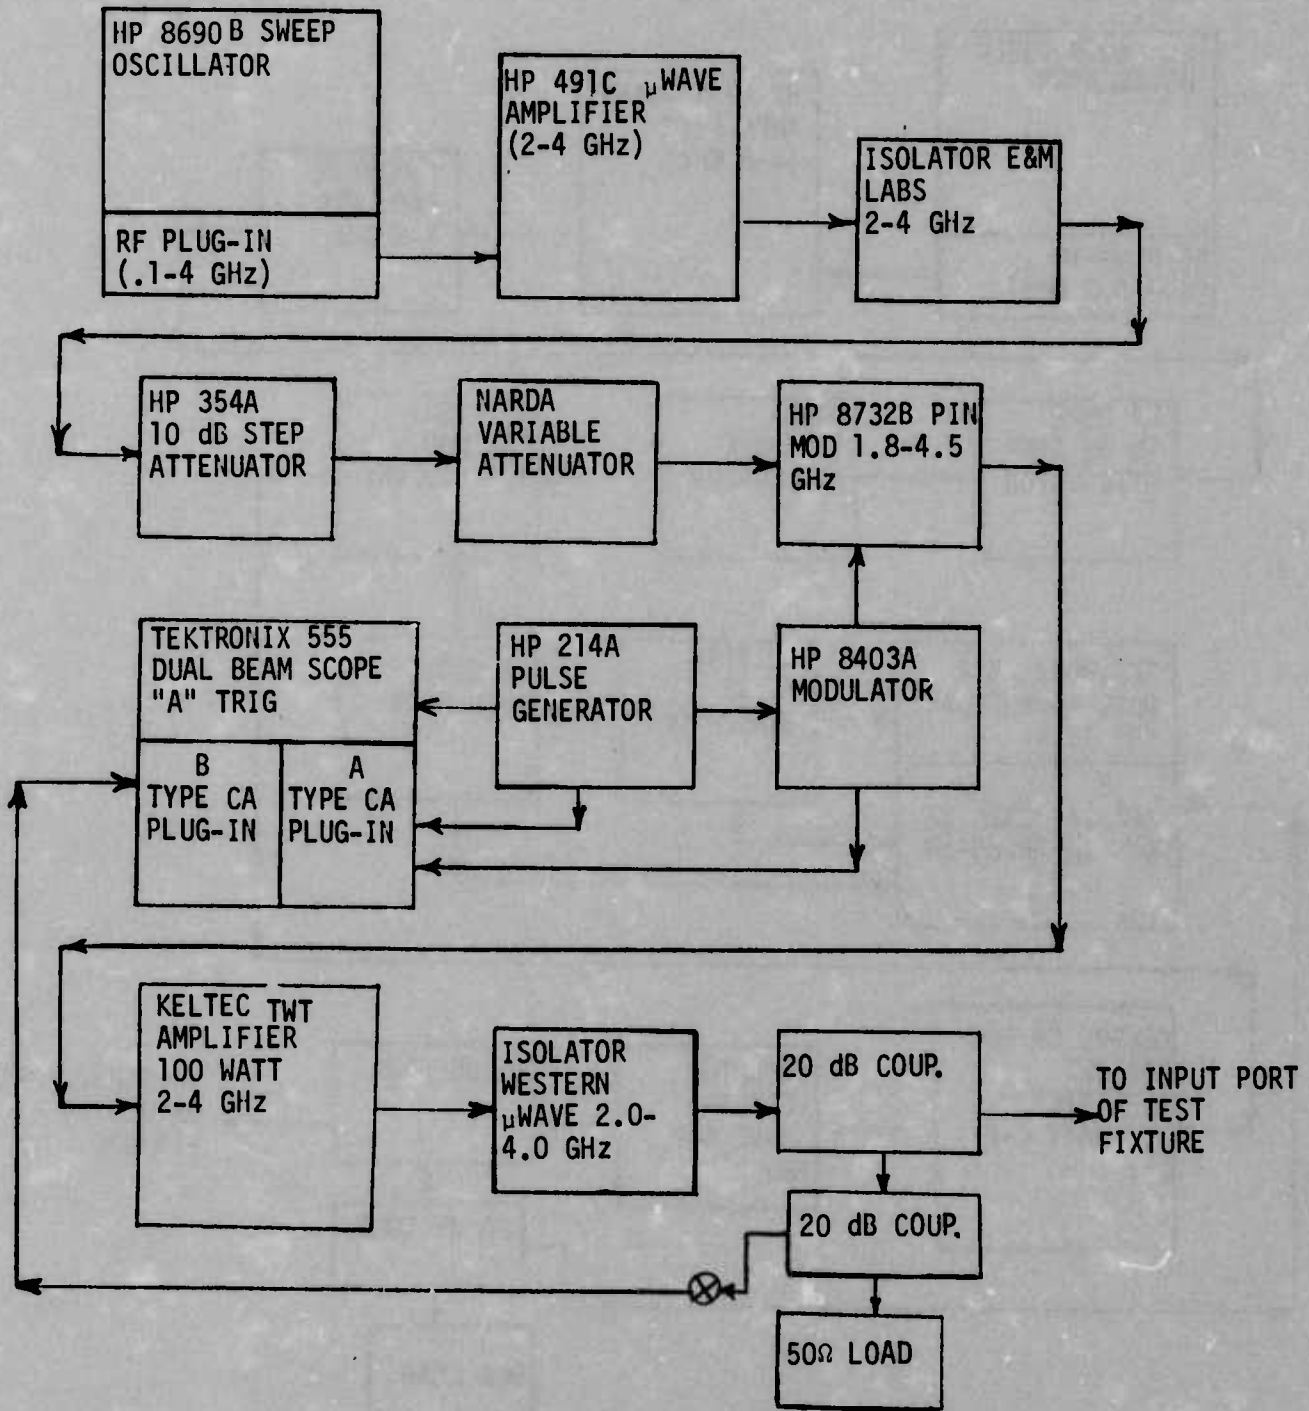 HP 8690 B SWEEP
OSCILLATOR
RF PLUG-IN
(.1-4 GHz)
HP 491C μWAVE
AMPLIFIER
(2-4 GHz)
ISOLATOR E&M
LABS
2-4 GHz
HP 354A
10 dB STEP
ATTENUATOR
NARDA
VARIABLE
ATTENUATOR
HP 8732B PIN
MOD 1.8-4.5
GHz
TEKTRONIX 555
DUAL BEAM SCOPE
"A" TRIG
B
TYPE CA
PLUG-IN
A
TYPE CA
PLUG-IN
HP 214A
PULSE
GENERATOR
HP 8403A
MODULATOR
KELTEC TWT
AMPLIFIER
100 WATT
2-4 GHz
ISOLATOR
WESTERN
μWAVE 2.0-
4.0 GHz
20 dB COUP.
TO INPUT PORT
OF TEST
FIXTURE
20 dB COUP.
50Ω LOAD